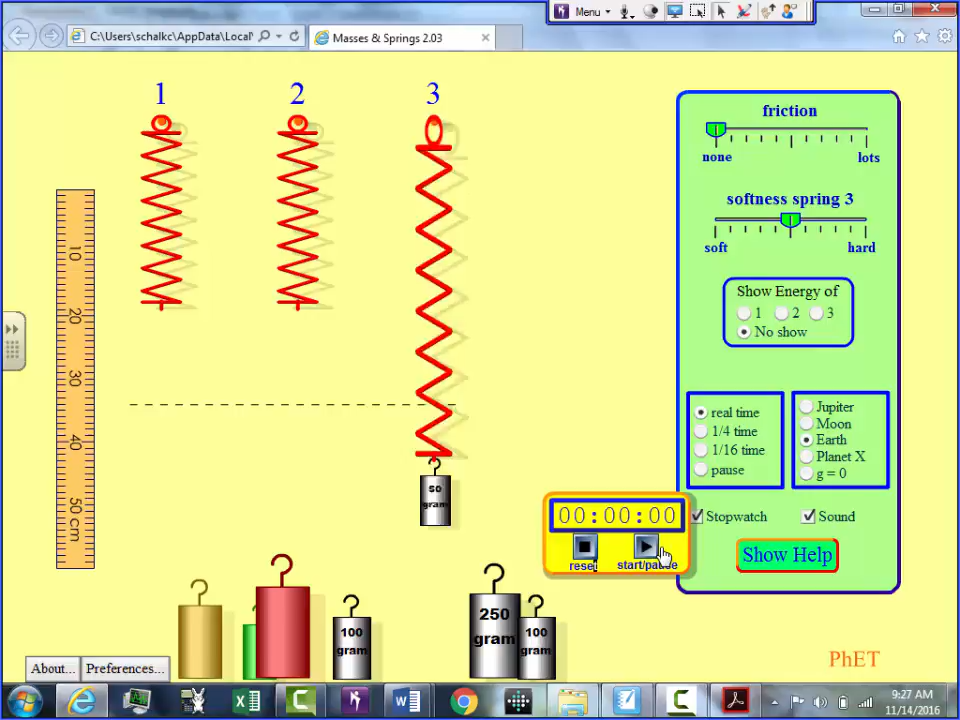 Menu
C:\Users\schalkc\AppData\Local\
Masses & Springs 2.03
1
2
3
friction
none
lots
softness spring 3
soft
hard
Show Energy of
1
2
3
No show
real time
1/4 time
1/16 time
pause
Jupiter
Moon
Earth
Planet X
g = 0
Stopwatch
Sound
Show Help
00:00:00
reset
start/pause
10
20
30
40
50 cm
50
gram
100
gram
250
gram
100
gram
PhET
About...
Preferences...
9:27 AM
11/14/2016